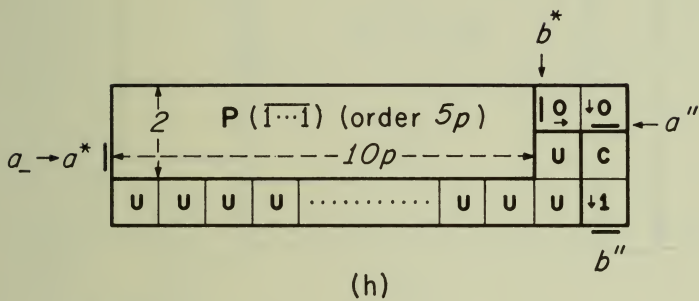 b*
P (1···1) (order 5p) →0 ↓0
2
a_ → a* 10p U C ← a"
U U U U ·········· U U U U ↓1
b"
(h)